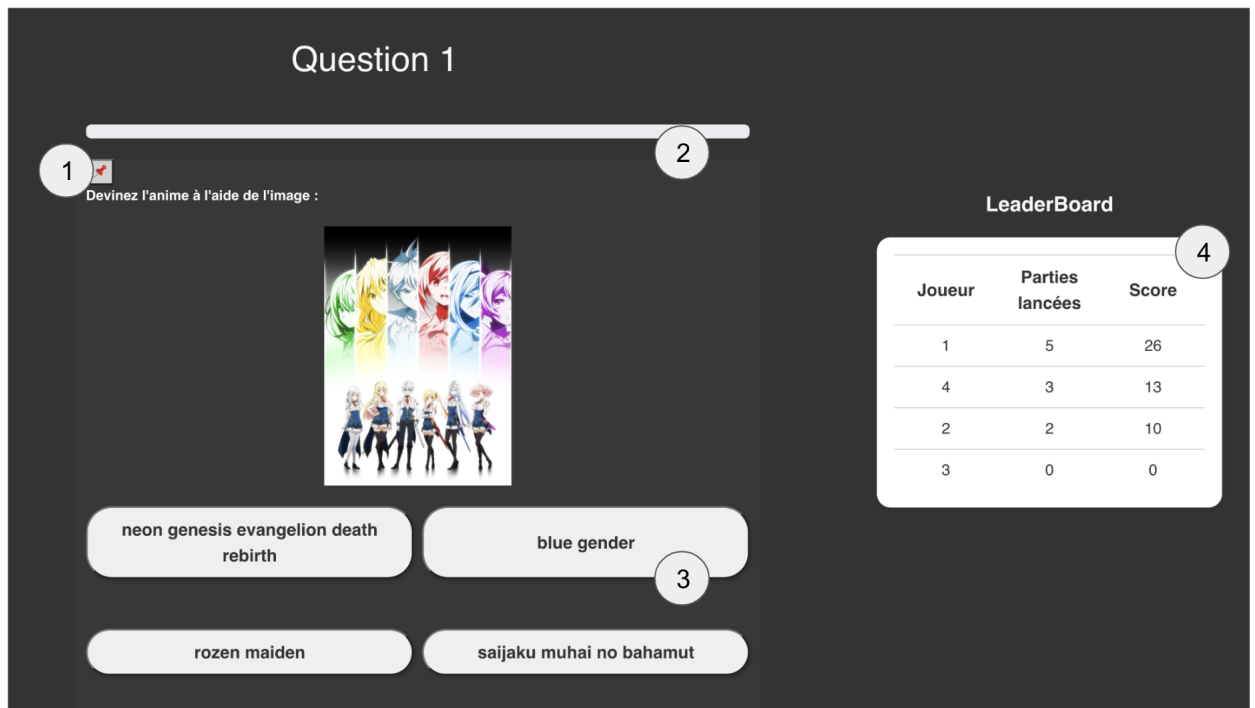 Question 1
1
2
Devinez l'anime à l'aide de l'image :
neon genesis evangelion death
rebirth
blue gender
3
rozen maiden
saijaku muhai no bahamut
LeaderBoard
4
Joueur Parties lancées Score
1 5 26
4 3 13
2 2 10
3 0 0